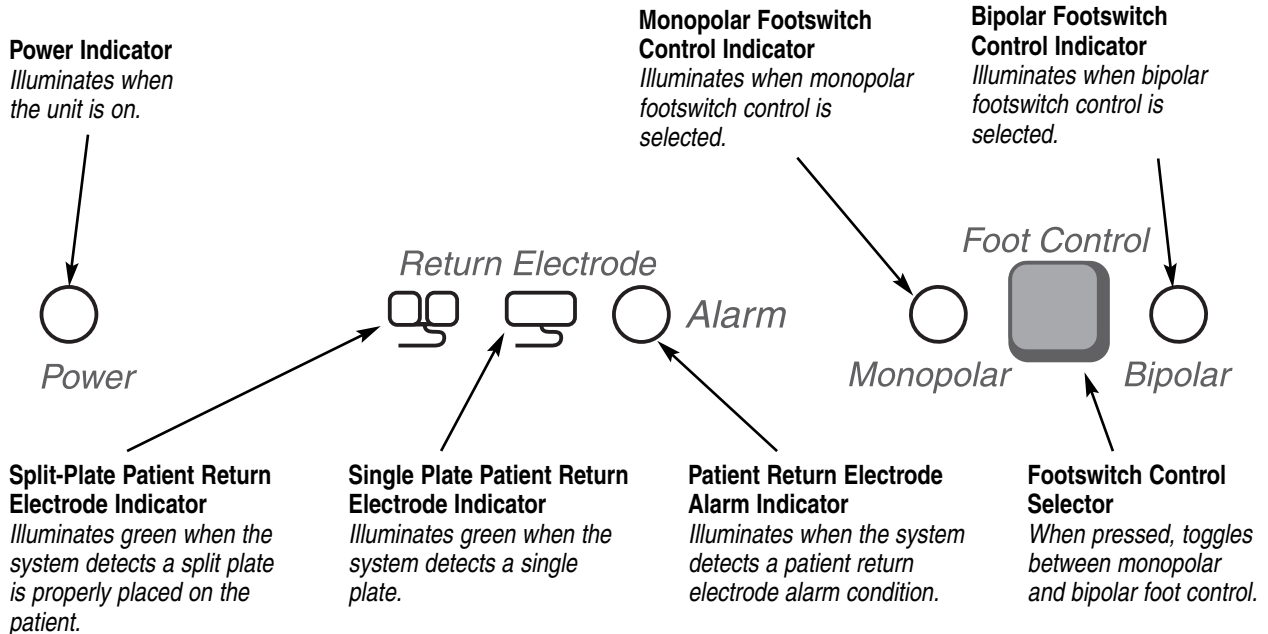 Power Indicator
Illuminates when
the unit is on.
Monopolar Footswitch
Control Indicator
Illuminates when monopolar
footswitch control is
selected.
Bipolar Footswitch
Control Indicator
Illuminates when bipolar
footswitch control is
selected.
Power
Return Electrode
Alarm
Foot Control
Monopolar
Bipolar
Split-Plate Patient Return
Electrode Indicator
Illuminates green when the
system detects a split plate
is properly placed on the
patient.
Single Plate Patient Return
Electrode Indicator
Illuminates green when the
system detects a single
plate.
Patient Return Electrode
Alarm Indicator
Illuminates when the system
detects a patient return
electrode alarm condition.
Footswitch Control
Selector
When pressed, toggles
between monopolar
and bipolar foot control.